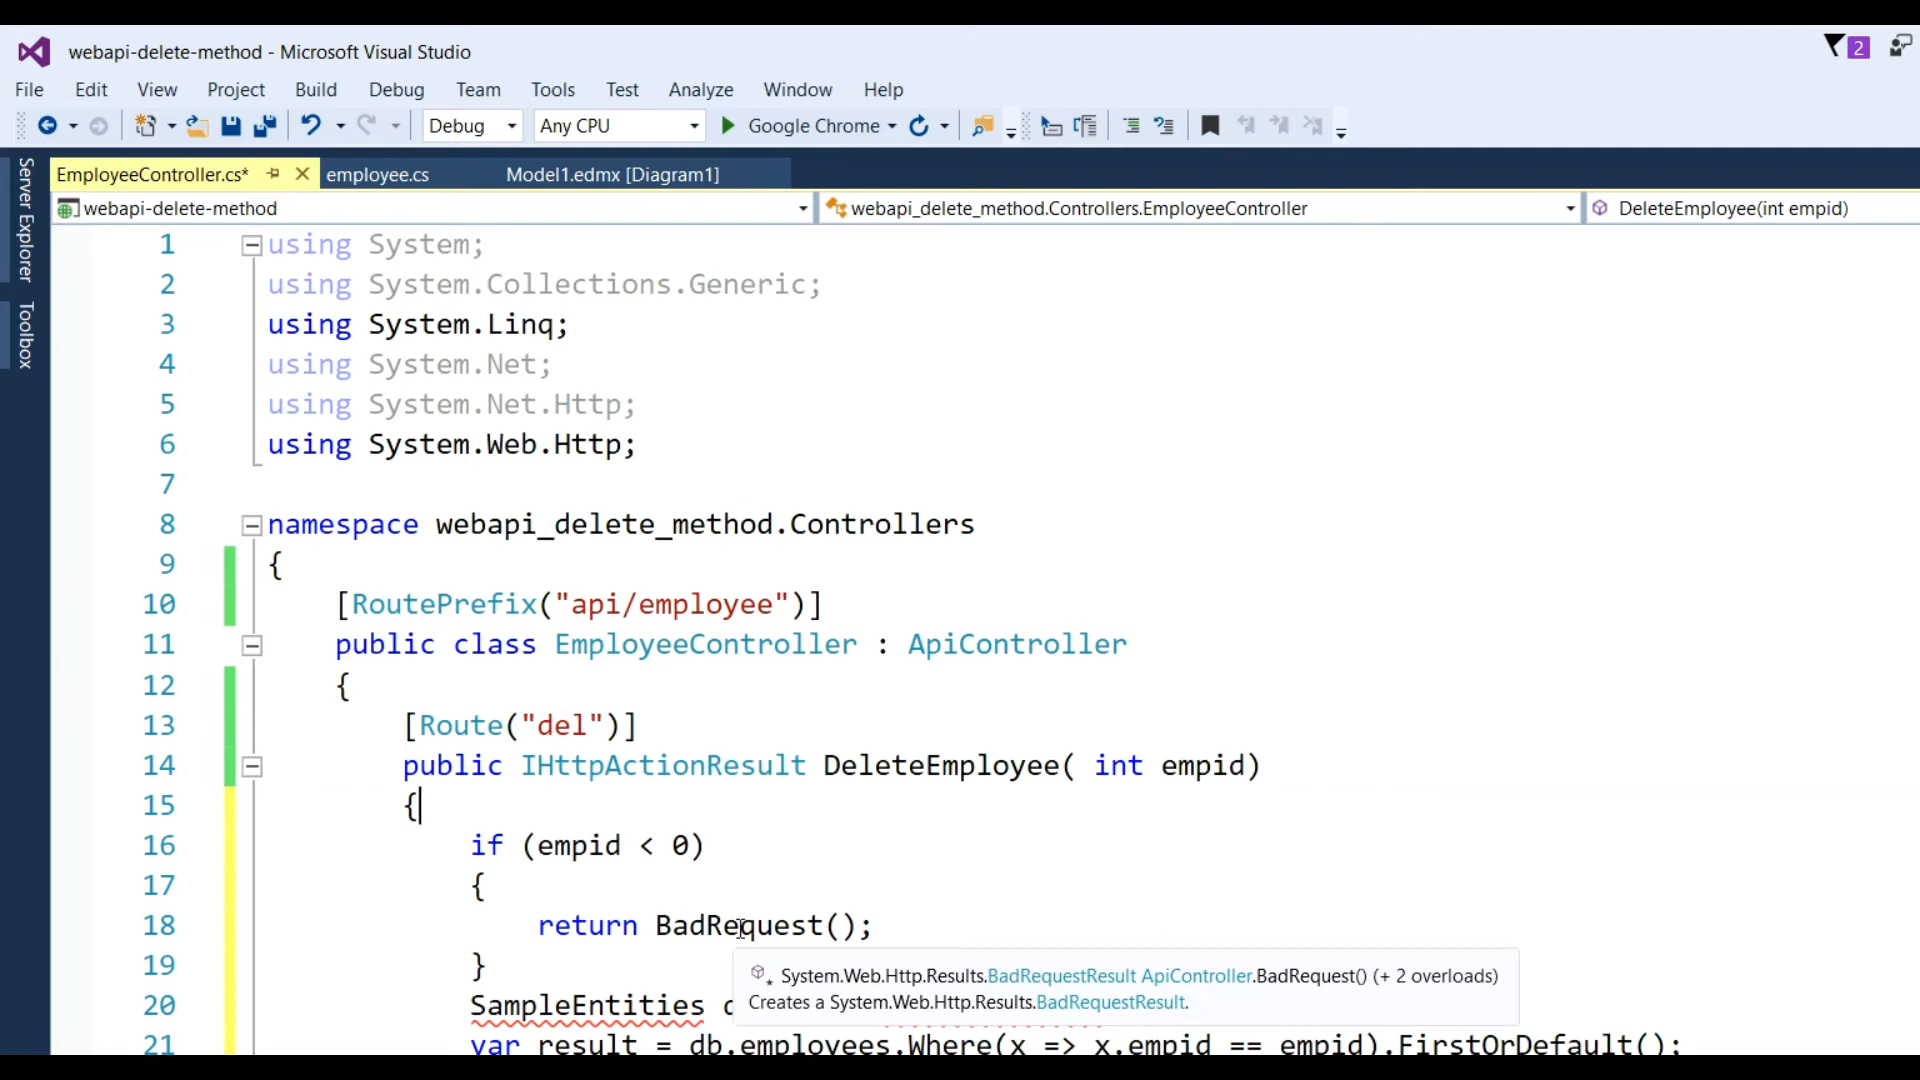 webapi-delete-method - Microsoft Visual Studio
2
File Edit View Project Build Debug Team Tools Test Analyze Window Help
Debug Any CPU Google Chrome
Server Explorer
Toolbox
EmployeeController.cs* employee.cs Model1.edmx [Diagram1]
webapi-delete-method webapi_delete_method.Controllers.EmployeeController DeleteEmployee(int empid)
1 using System;
2 using System.Collections.Generic;
3 using System.Linq;
4 using System.Net;
5 using System.Net.Http;
6 using System.Web.Http;
7
8 namespace webapi_delete_method.Controllers
9 {
10 [RoutePrefix("api/employee")]
11 public class EmployeeController : ApiController
12 {
13 [Route("del")]
14 public IHttpActionResult DeleteEmployee( int empid)
15 {
16 if (empid < 0)
17 {
18 return BadRequest();
19 }
System.Web.Http.Results.BadRequestResult ApiController.BadRequest() (+ 2 overloads)
Creates a System.Web.Http.Results.BadRequestResult.
20 SampleEntities
21 var result = db.employees.Where(x => x.empid == empid).FirstOrDefault();